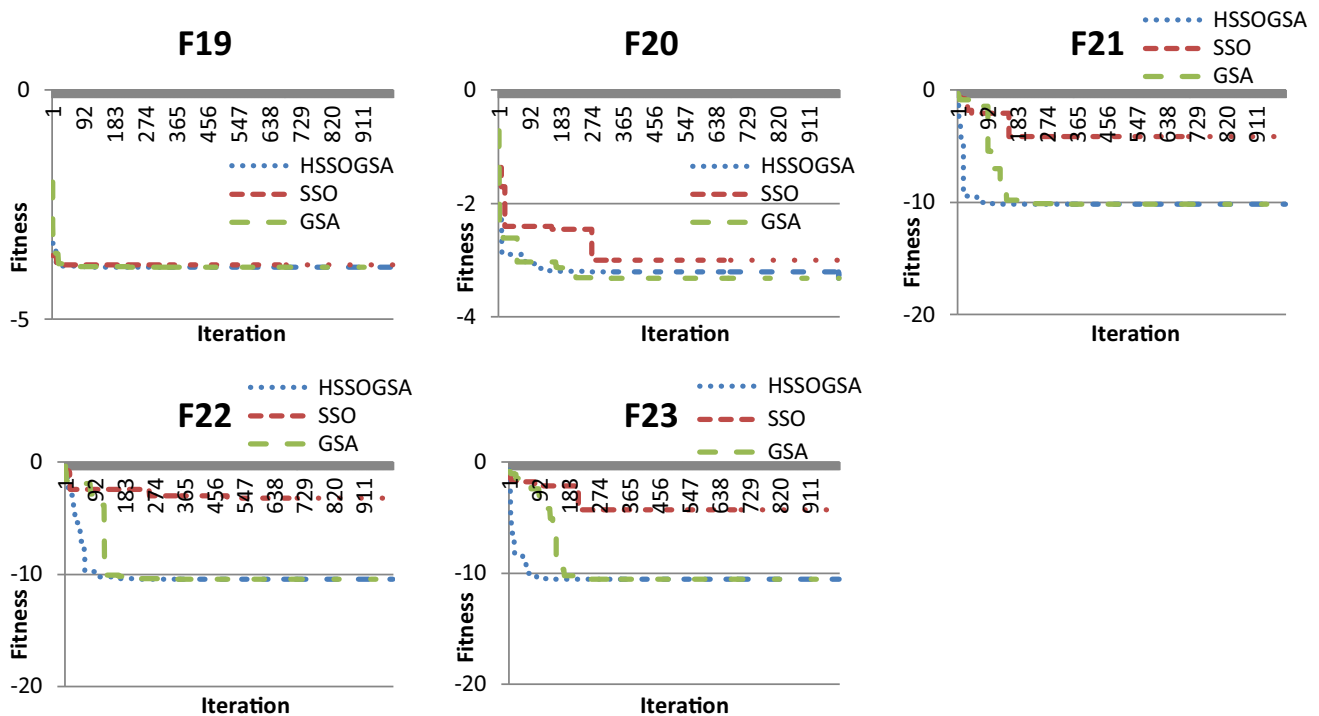 F19
0
1 92 183 274 365 456 547 638 729 820 911
HSSOGSA
SSO
GSA
Fitness
-5
Iteration
F20
0
1 92 183 274 365 456 547 638 729 820 911
HSSOGSA
SSO
GSA
-2
Fitness
-4
Iteration
HSSOGSA
SSO
GSA
F21
0
1 92 183 274 365 456 547 638 729 820 911
-10
Fitness
-20
Iteration
HSSOGSA
SSO
GSA
F22
0
1 92 183 274 365 456 547 638 729 820 911
-10
Fitness
-20
Iteration
HSSOGSA
SSO
GSA
F23
0
1 92 183 274 365 456 547 638 729 820 911
-10
Fitness
-20
Iteration